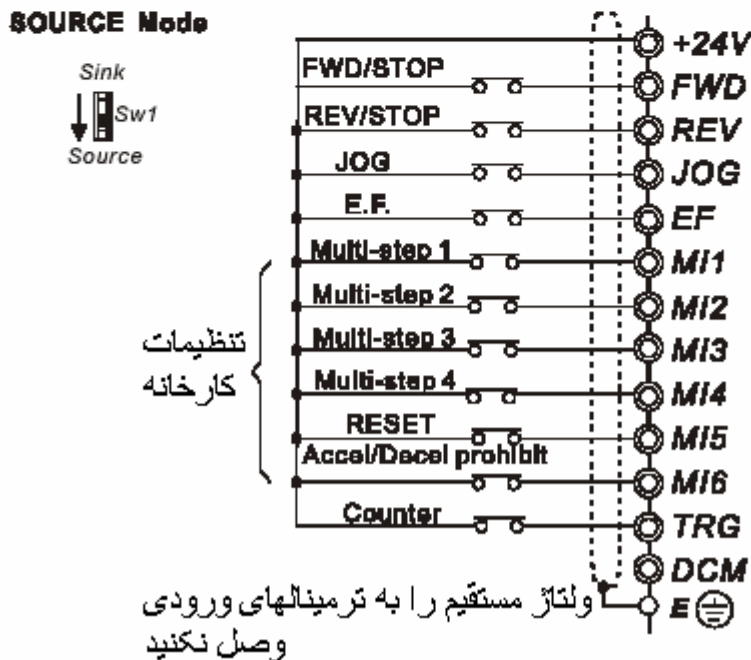 SOURCE Mode
Sink
Sw1
Source
+24V
FWD/STOP
FWD
REV/STOP
REV
JOG
JOG
E.F.
EF
Multi-step 1
MI1
Multi-step 2
MI2
Multi-step 3
MI3
Multi-step 4
MI4
RESET
MI5
Accel/Decel prohibit
MI6
Counter
TRG
DCM
E
تنظیمات
کارخانه
ولتاژ مستقیم را به ترمینالهای ورودی
وصل نکنید